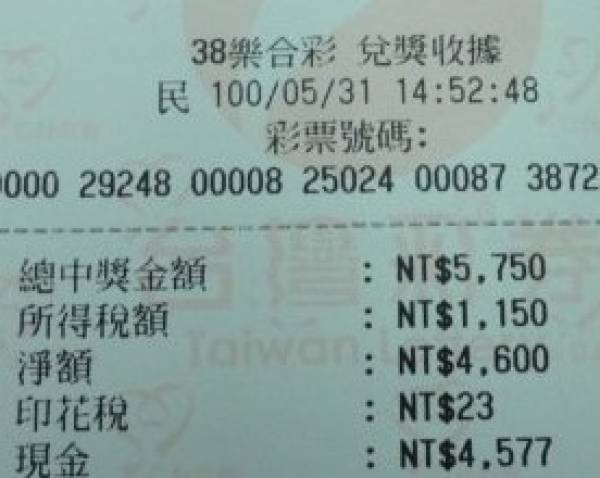 38樂合彩 兌獎收據
民 100/05/31 14:52:48
彩票號碼:
0000 29248 00008 25024 00087 3872
總中獎金額 : NT$5,750
所得稅額 : NT$1,150
淨額 : NT$4,600
印花稅 : NT$23
現金 : NT$4,577